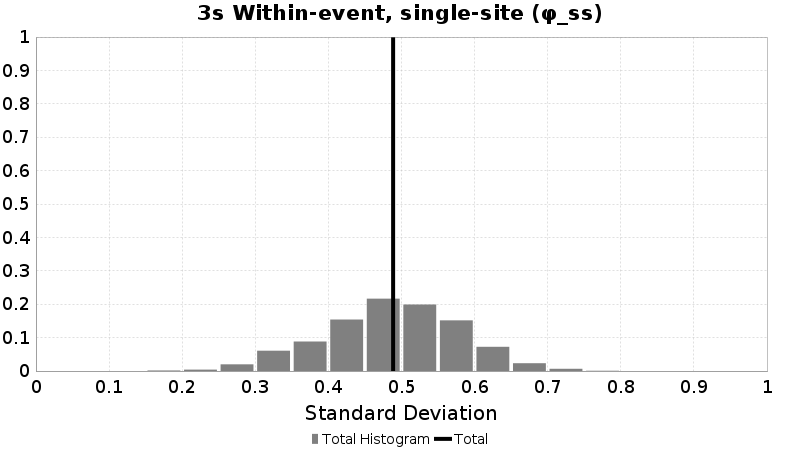 3s Within-event, single-site (φ_ss)
1
0.9
0.8
0.7
0.6
0.5
0.4
0.3
0.2
0.1
0
0 0.1 0.2 0.3 0.4 0.5 0.6 0.7 0.8 0.9 1
Standard Deviation
Total Histogram Total